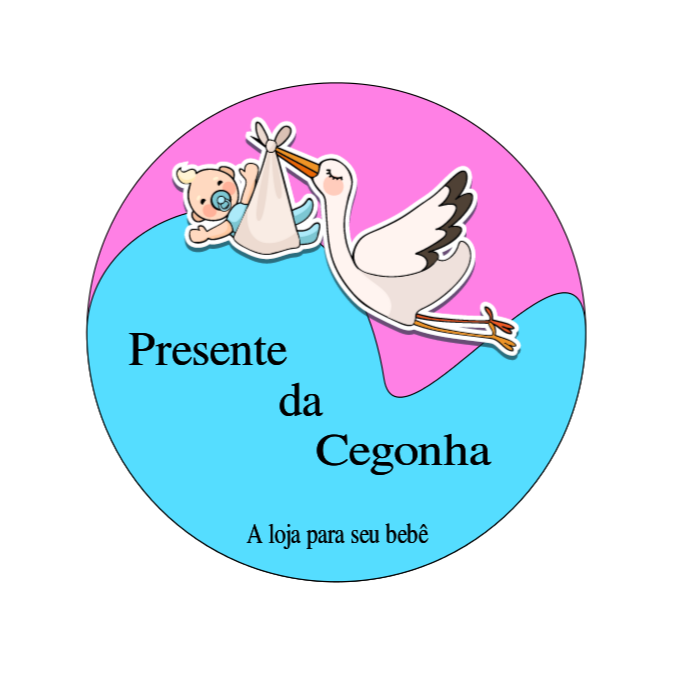 Presente
da
Cegonha
A loja para seu bebê